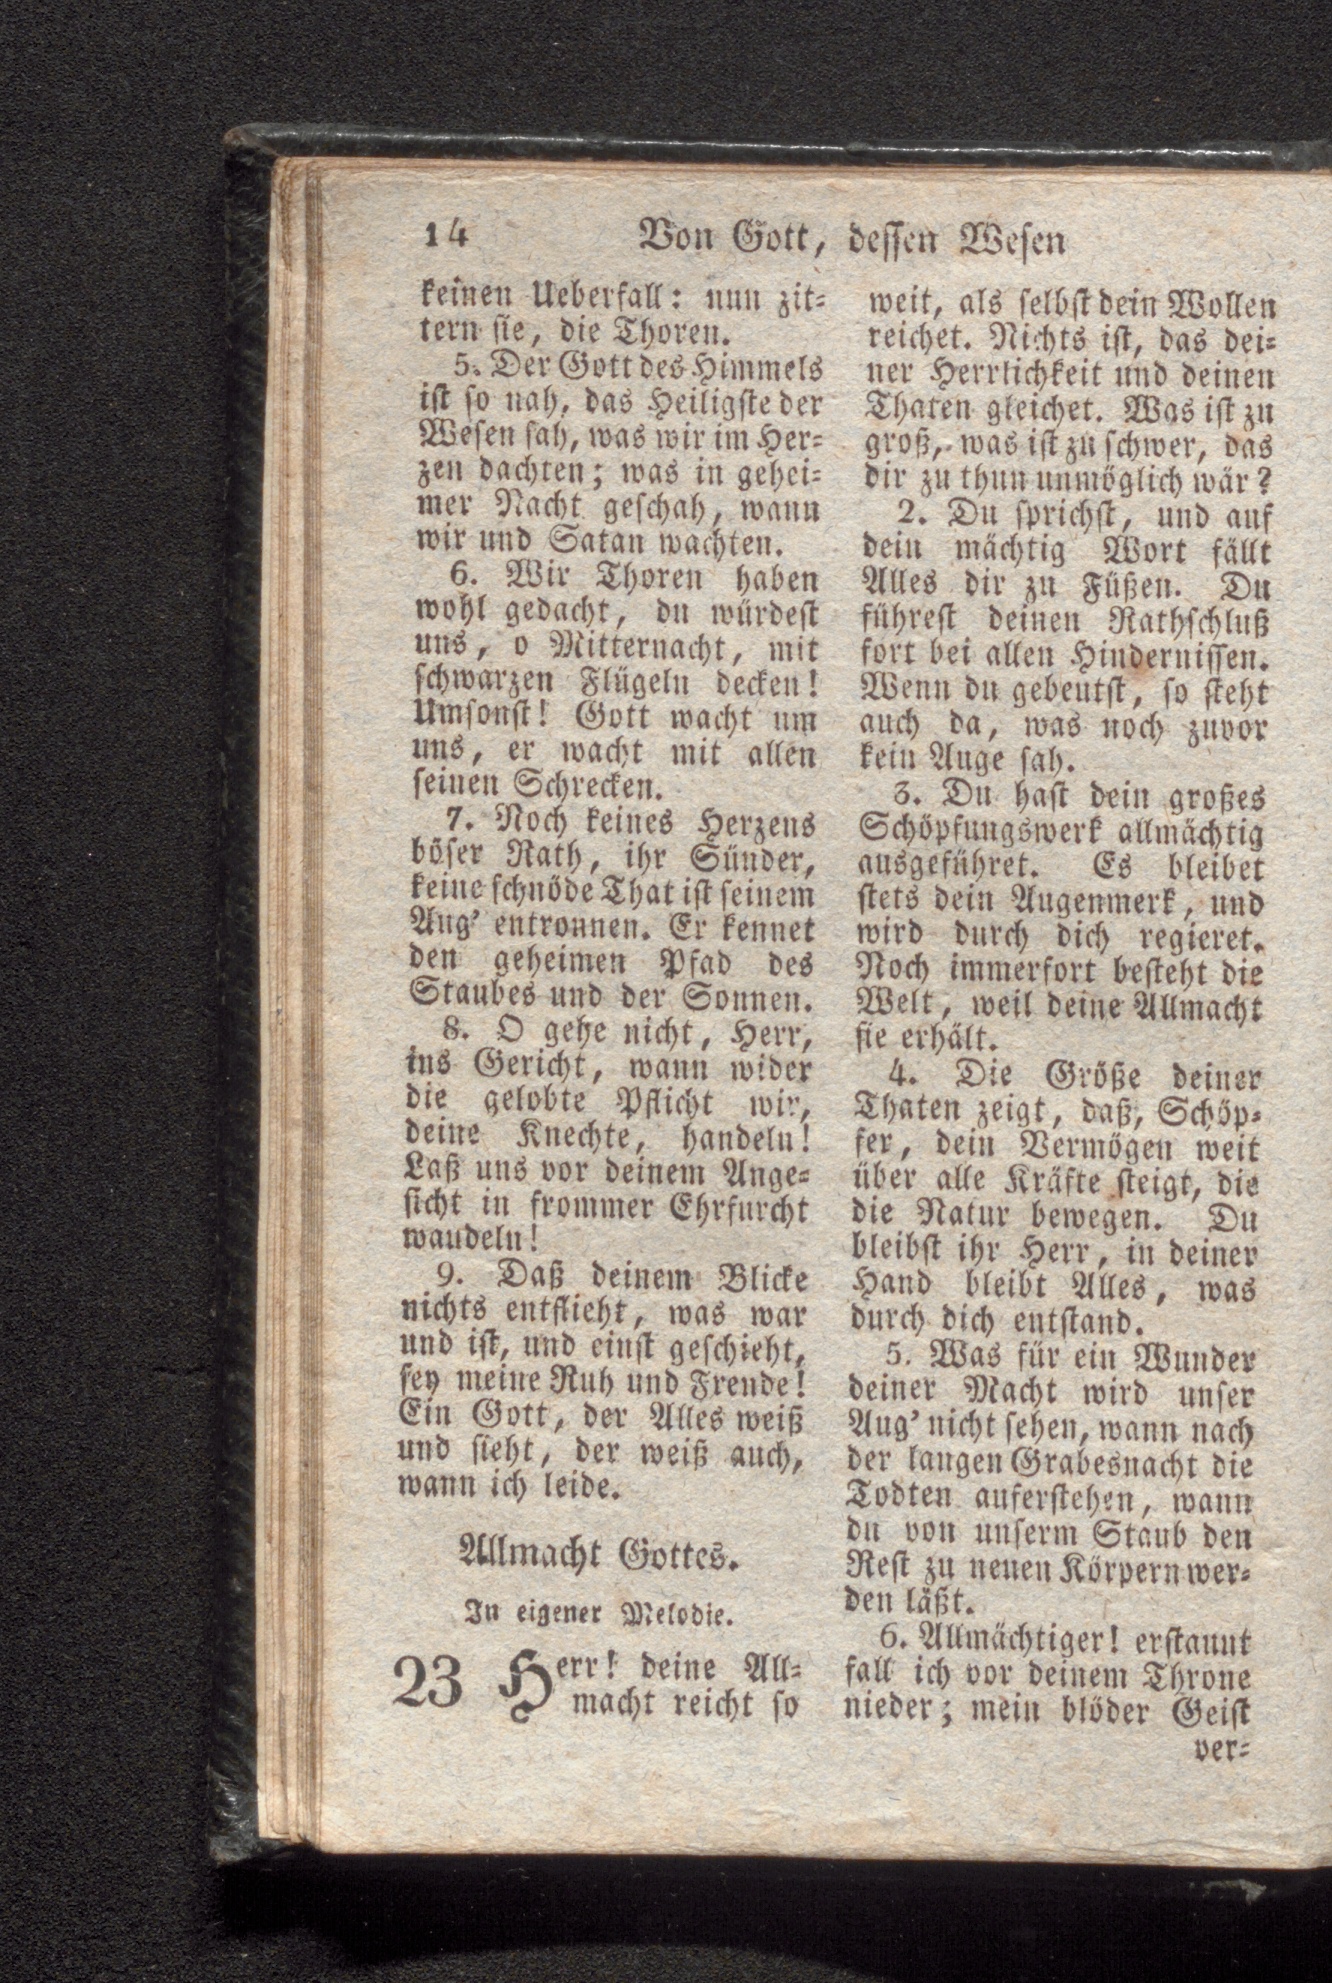 14 Von Gott, dessen Wesen
keinen Ueberfall: nun zit-
tern sie, die Thoren.
5. Der Gott des Himmels
ist so nah, das Heiligste der
Wesen sah, was wir im Her-
zen dachten; was in gehei-
mer Nacht geschah, wann
wir und Satan wachten.
6. Wir Thoren haben
wohl gedacht, du würdest
uns, o Mitternacht, mit
schwarzen Flügeln decken!
Umsonst! Gott wacht um
uns, er wacht mit allen
seinen Schrecken.
7. Noch keines Herzens
böser Rath, ihr Sünder,
keine schnöde That ist seinem
Aug' entronnen. Er kennet
den geheimen Pfad des
Staubes und der Sonnen.
8. O gehe nicht, Herr,
ins Gericht, wann wider
die gelobte Pflicht wir,
deine Knechte, handeln!
Laß uns vor deinem Ange-
sicht in frommer Ehrfurcht
wandeln!
9. Daß deinem Blicke
nichts entflieht, was war
und ist, und einst geschieht,
sey meine Ruh und Freude!
Ein Gott, der Alles weiß
und sieht, der weiß auch,
wann ich leide.
Allmacht Gottes.
In eigener Melodie.
23 Herr! deine All-
macht reicht so
weit, als selbst dein Wollen
reichet. Nichts ist, das dei-
ner Herrlichkeit und deinen
Thaten gleichet. Was ist zu
groß, was ist zu schwer, das
dir zu thun unmöglich wär?
2. Du sprichst, und auf
dein mächtig Wort fällt
Alles dir zu Füßen. Du
führest deinen Rathschluß
fort bei allen Hindernissen.
Wenn du gebeutst, so steht
auch da, was noch zuvor
kein Auge sah.
3. Du hast dein großes
Schöpfungswerk allmächtig
ausgeführet. Es bleibet
stets dein Augenmerk, und
wird durch dich regieret.
Noch immerfort besteht die
Welt, weil deine Allmacht
sie erhält.
4. Die Größe deiner
Thaten zeigt, daß, Schöp-
fer, dein Vermögen weit
über alle Kräfte steigt, die
die Natur bewegen. Du
bleibst ihr Herr, in deiner
Hand bleibt Alles, was
durch dich entstand.
5. Was für ein Wunder
deiner Macht wird unser
Aug' nicht sehen, wann nach
der langen Grabesnacht die
Todten auferstehen, wann
du von unserm Staub den
Rest zu neuen Körpern wer-
den läßt.
6. Allmächtiger! erstaunt
fall ich vor deinem Throne
nieder; mein blöder Geist
ver-